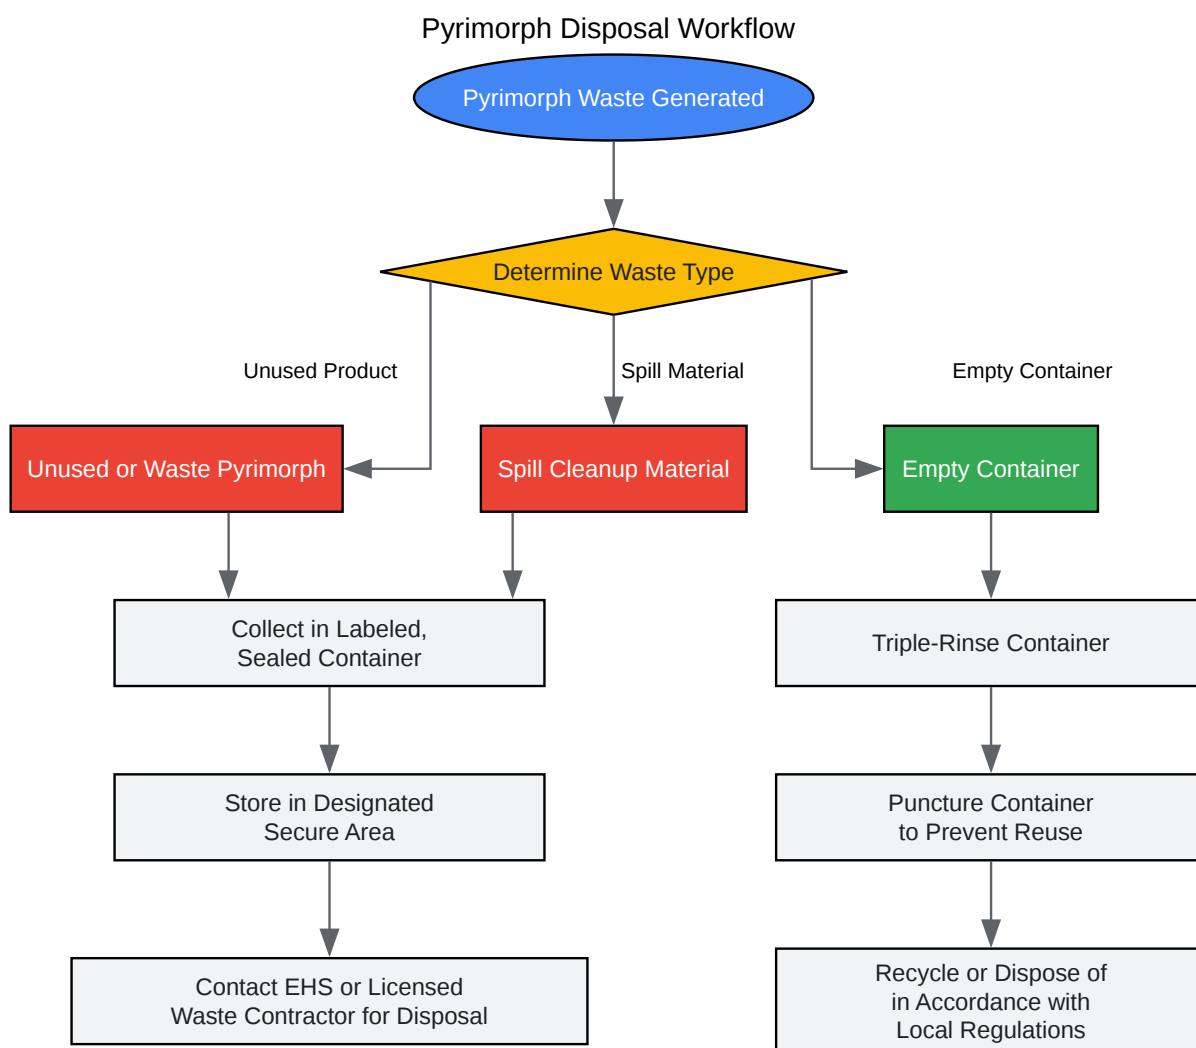 Pyrimorph Disposal Workflow
Pyrimorph Waste Generated
Determine Waste Type
Unused Product
Spill Material
Empty Container
Unused or Waste Pyrimorph
Spill Cleanup Material
Empty Container
Collect in Labeled,
Sealed Container
Triple-Rinse Container
Store in Designated
Secure Area
Puncture Container
to Prevent Reuse
Contact EHS or Licensed
Waste Contractor for Disposal
Recycle or Dispose of
in Accordance with
Local Regulations